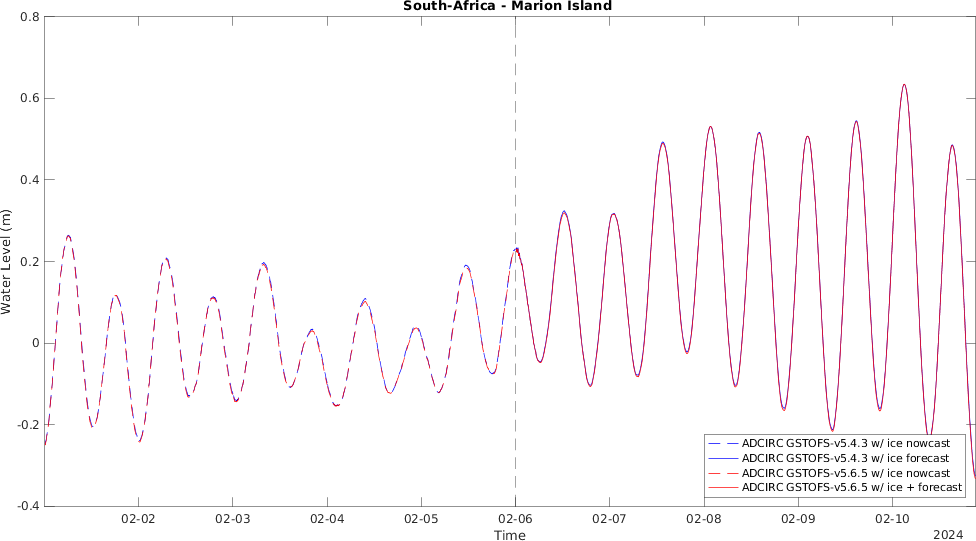 South-Africa - Marion Island
0.8
0.6
0.4
0.2
0
-0.2
-0.4
Water Level (m)
ADCIRC GSTOFS-v5.4.3 w/ ice nowcast
ADCIRC GSTOFS-v5.4.3 w/ ice forecast
ADCIRC GSTOFS-v5.6.5 w/ ice nowcast
ADCIRC GSTOFS-v5.6.5 w/ ice + forecast
02-02 02-03 02-04 02-05 02-06 02-07 02-08 02-09 02-10
Time
2024